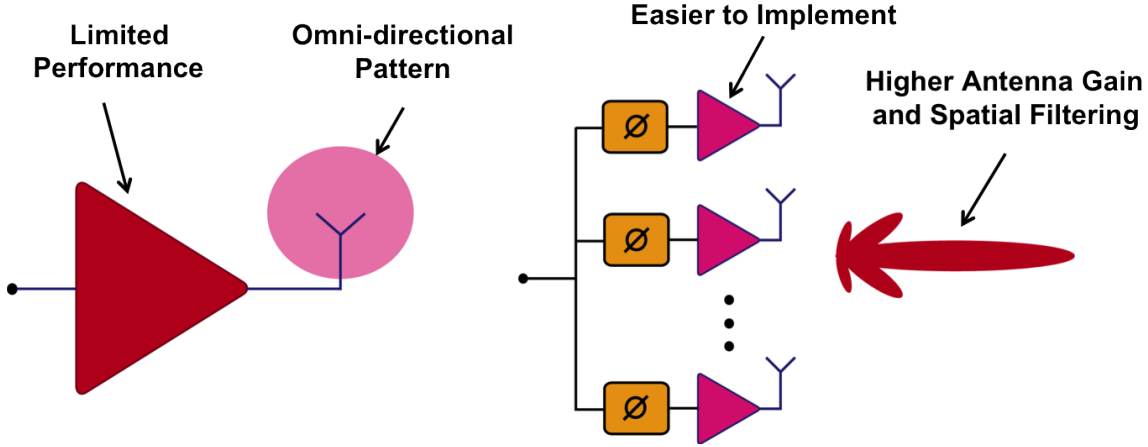 Limited
Performance
Omni-directional
Pattern
Easier to Implement
Higher Antenna Gain
and Spatial Filtering
Ø
Ø
Ø